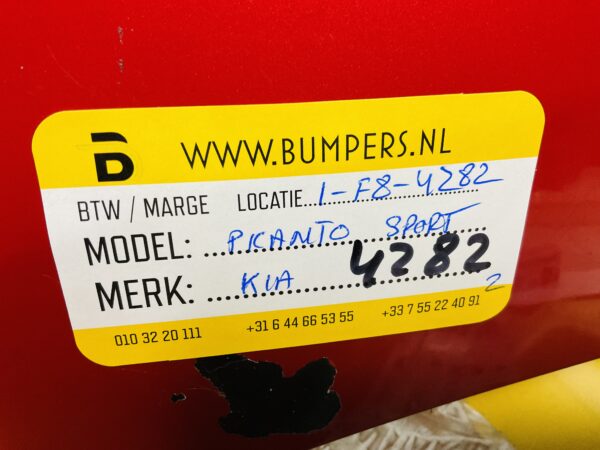 B WWW.BUMPERS.NL
BTW / MARGE LOCATIE 1-F8-4282
MODEL: PICANTO SPORT
MERK: KIA 4282 2
010 32 20 111 +31 6 44 66 53 55 +33 7 55 22 40 91